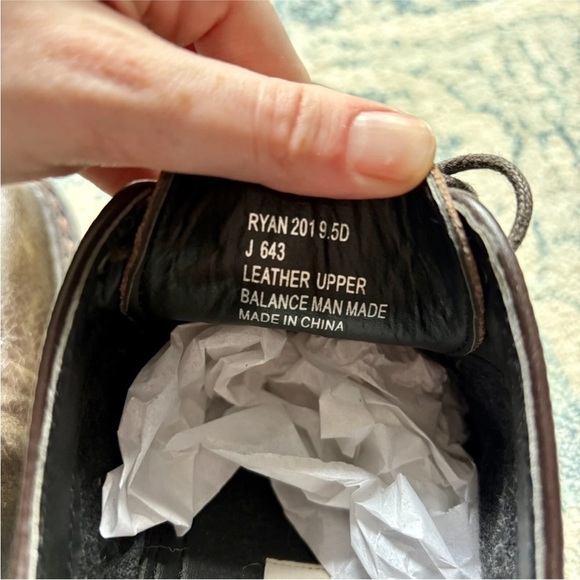 RYAN 201 9.5D
J 643
LEATHER UPPER
BALANCE MAN MADE
MADE IN CHINA